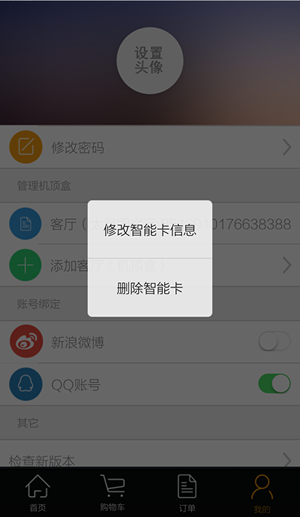 设置
头像
修改密码
管理机顶盒
客厅 10176638388
修改智能卡信息
添加客厅
删除智能卡
账号绑定
新浪微博
QQ账号
其它
检查新版本
首页
购物车
订单
我的